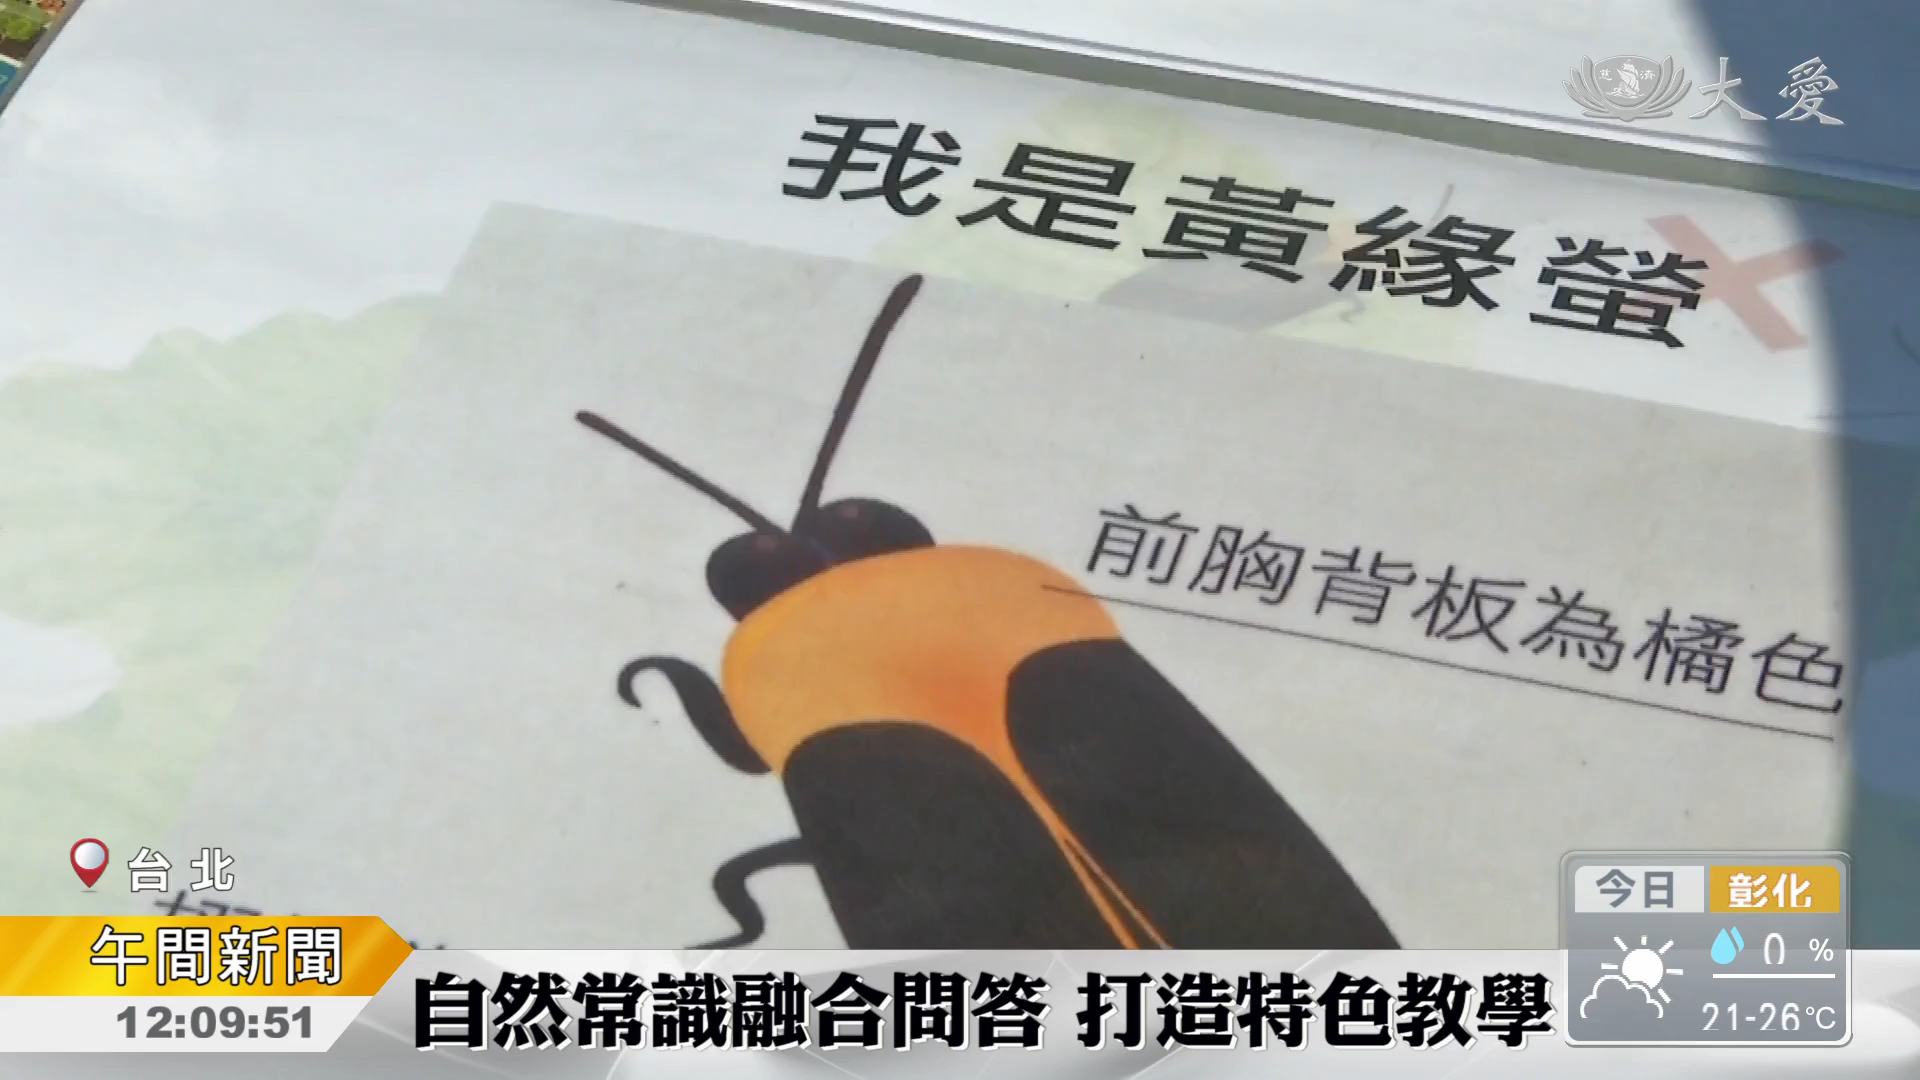 慈濟
大愛
我是黃緣螢
前胸背板為橘色
台北
午間新聞
12:09:51
自然常識融合問答 打造特色教學
今日 彰化
0 %
21-26°C